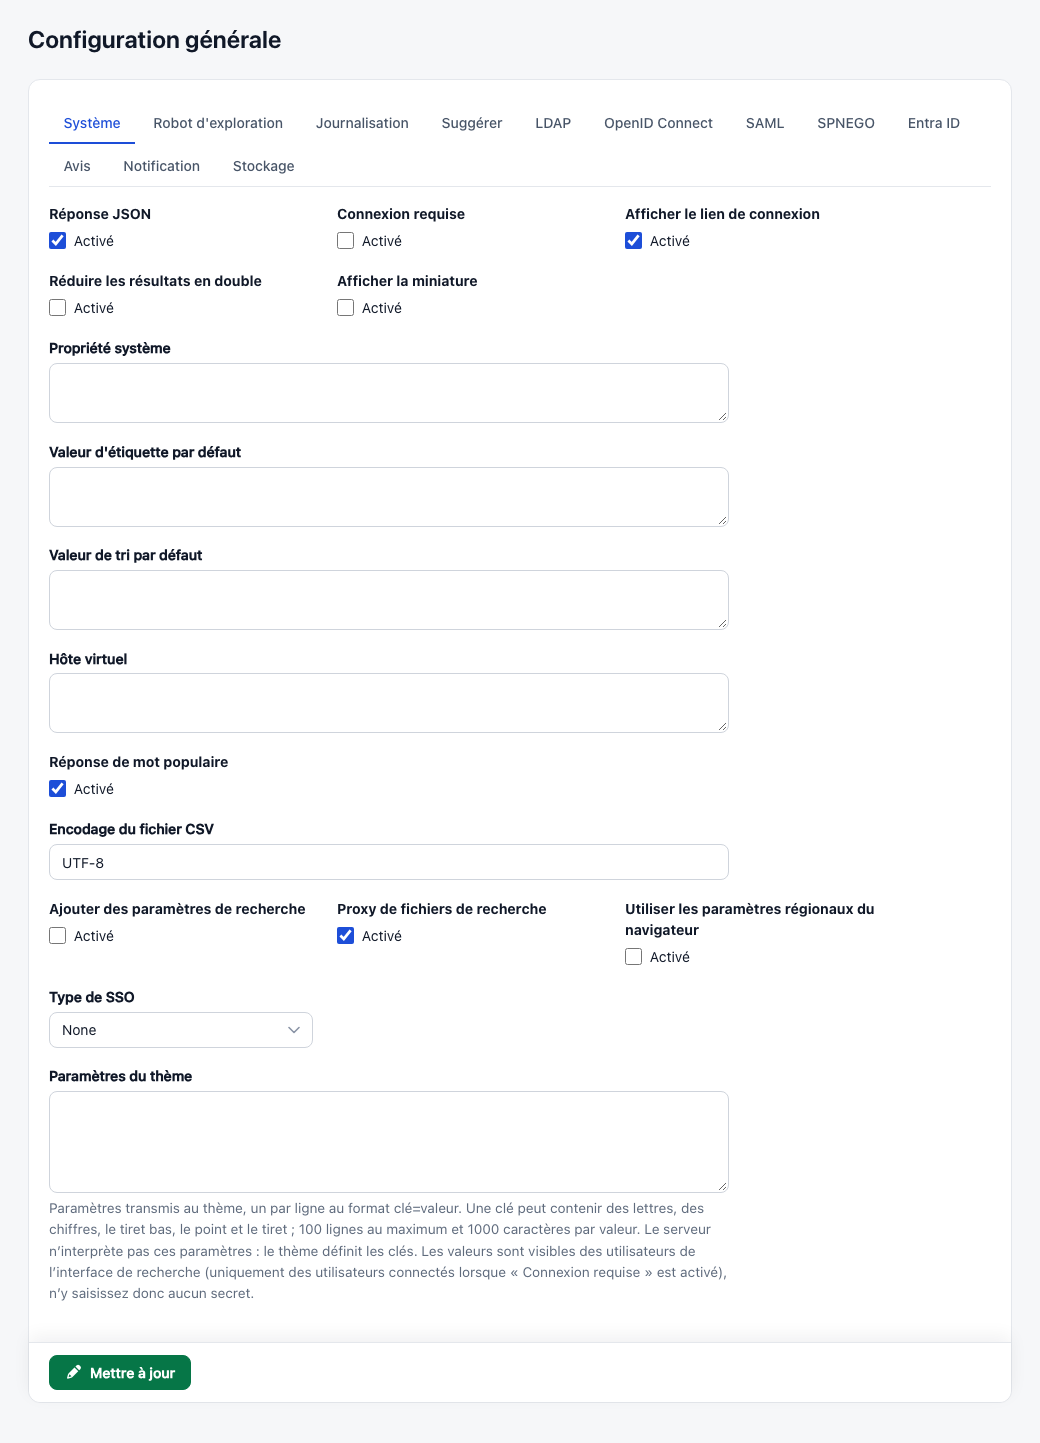 Configuration générale
Système Robot d'exploration Journalisation Suggérer LDAP OpenID Connect SAML SPNEGO Entra ID
Avis Notification Stockage
Réponse JSON Connexion requise Afficher le lien de connexion
Activé Activé Activé
Réduire les résultats en double Afficher la miniature
Activé Activé
Propriété système
Valeur d'étiquette par défaut
Valeur de tri par défaut
Hôte virtuel
Réponse de mot populaire
Activé
Encodage du fichier CSV
UTF-8
Ajouter des paramètres de recherche Proxy de fichiers de recherche Utiliser les paramètres régionaux du
navigateur
Activé Activé
Activé
Type de SSO
None
Paramètres du thème
Paramètres transmis au thème, un par ligne au format clé=valeur. Une clé peut contenir des lettres, des
chiffres, le tiret bas, le point et le tiret ; 100 lignes au maximum et 1000 caractères par valeur. Le serveur
n’interprète pas ces paramètres : le thème définit les clés. Les valeurs sont visibles des utilisateurs de
l’interface de recherche (uniquement des utilisateurs connectés lorsque « Connexion requise » est activé),
n’y saisissez donc aucun secret.
Mettre à jour